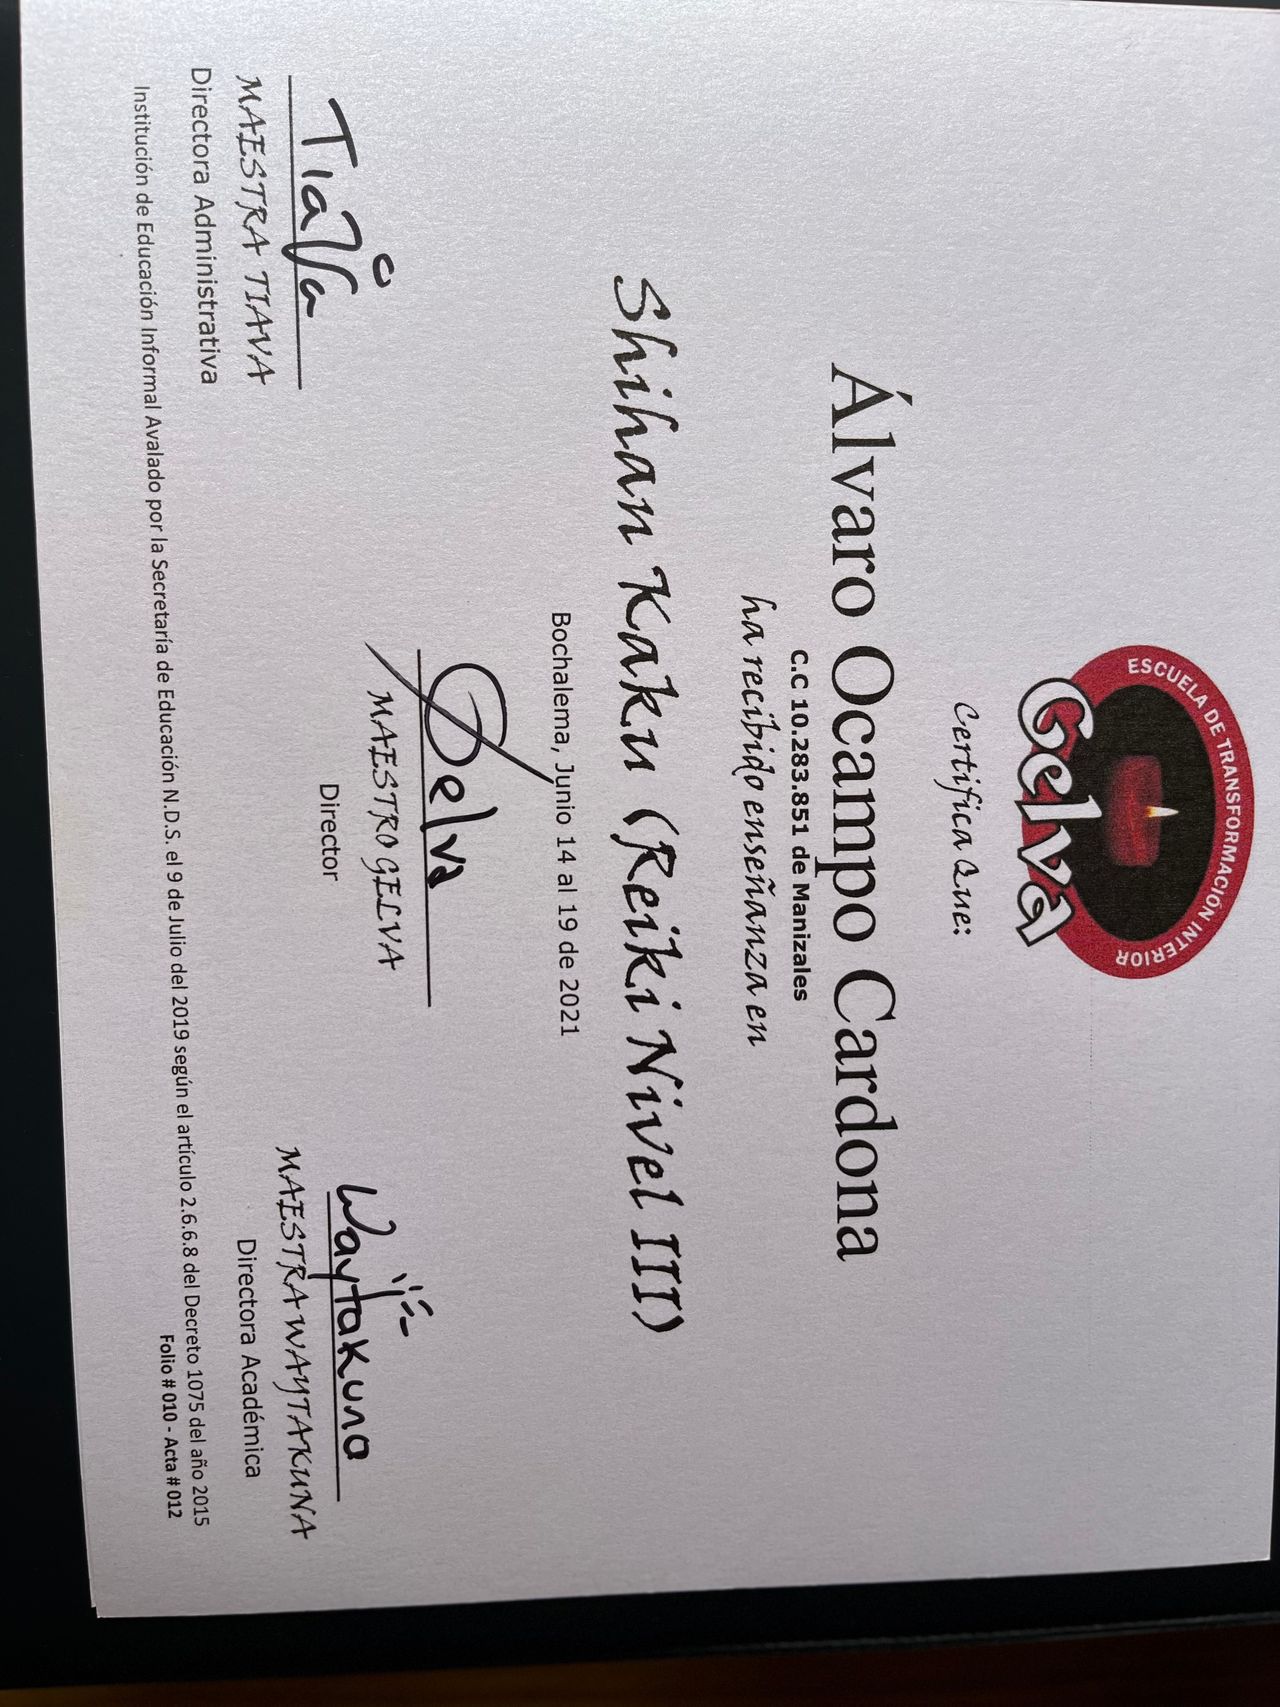 ESCUELA DE TRANSFORMACIÓN INTERIOR
Gelva
Certifica Que:
Álvaro Ocampo Cardona
C.C 10.283.851 de Manizales
ha recibido enseñanza en
Shihan Kaku (Reiki Nivel III)
Bochalema, Junio 14 al 19 de 2021
Tiava
MAESTRA TIAVA
Directora Administrativa
Gelva
MAESTRO GELVA
Director
Waytakuna
MAESTRA WAYTAKUNA
Directora Académica
Institución de Educación Informal Avalado por la Secretaría de Educación N.D.S. el 9 de Julio del 2019 según el artículo 2.6.6.8 del Decreto 1075 del año 2015
Folio # 010 - Acta # 012